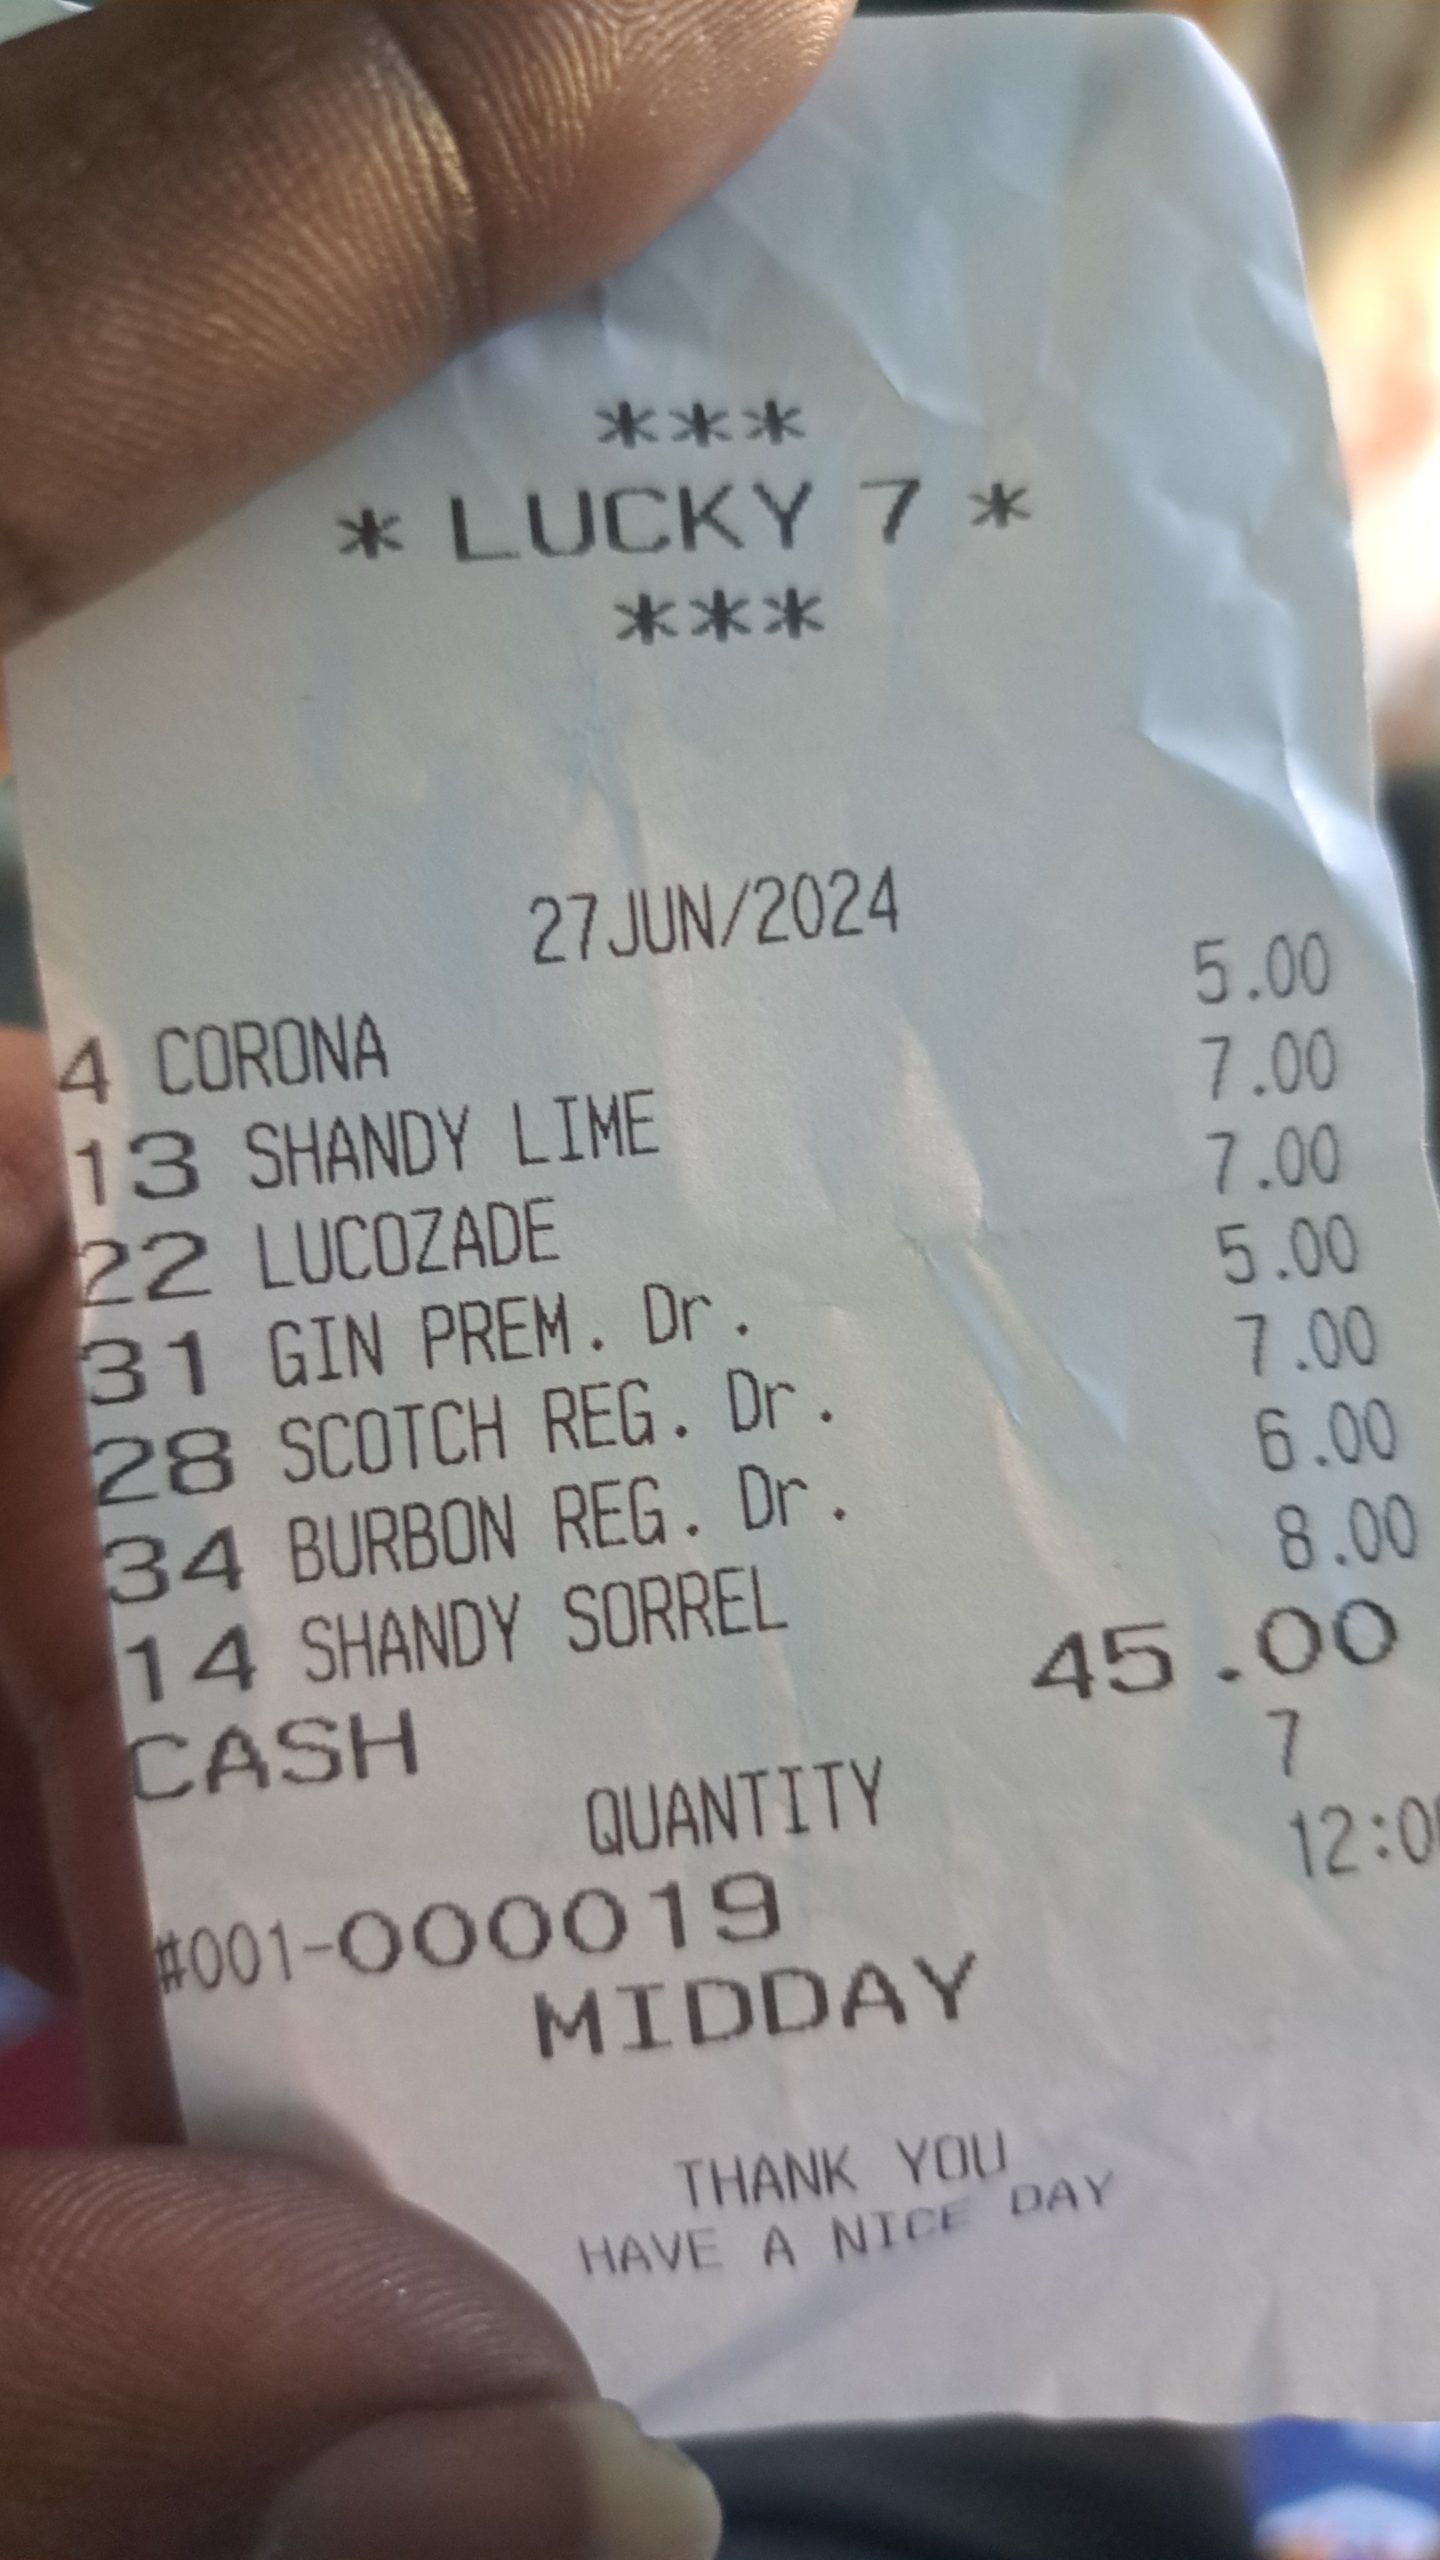 ***
* LUCKY 7 *
***
27JUN/2024
4 CORONA 5.00
13 SHANDY LIME 7.00
22 LUCOZADE 7.00
31 GIN PREM. Dr. 5.00
28 SCOTCH REG. Dr. 7.00
34 BURBON REG. Dr. 6.00
14 SHANDY SORREL 8.00
CASH 45.00
QUANTITY 7
#001-000019
MIDDAY
THANK YOU
HAVE A NICE DAY